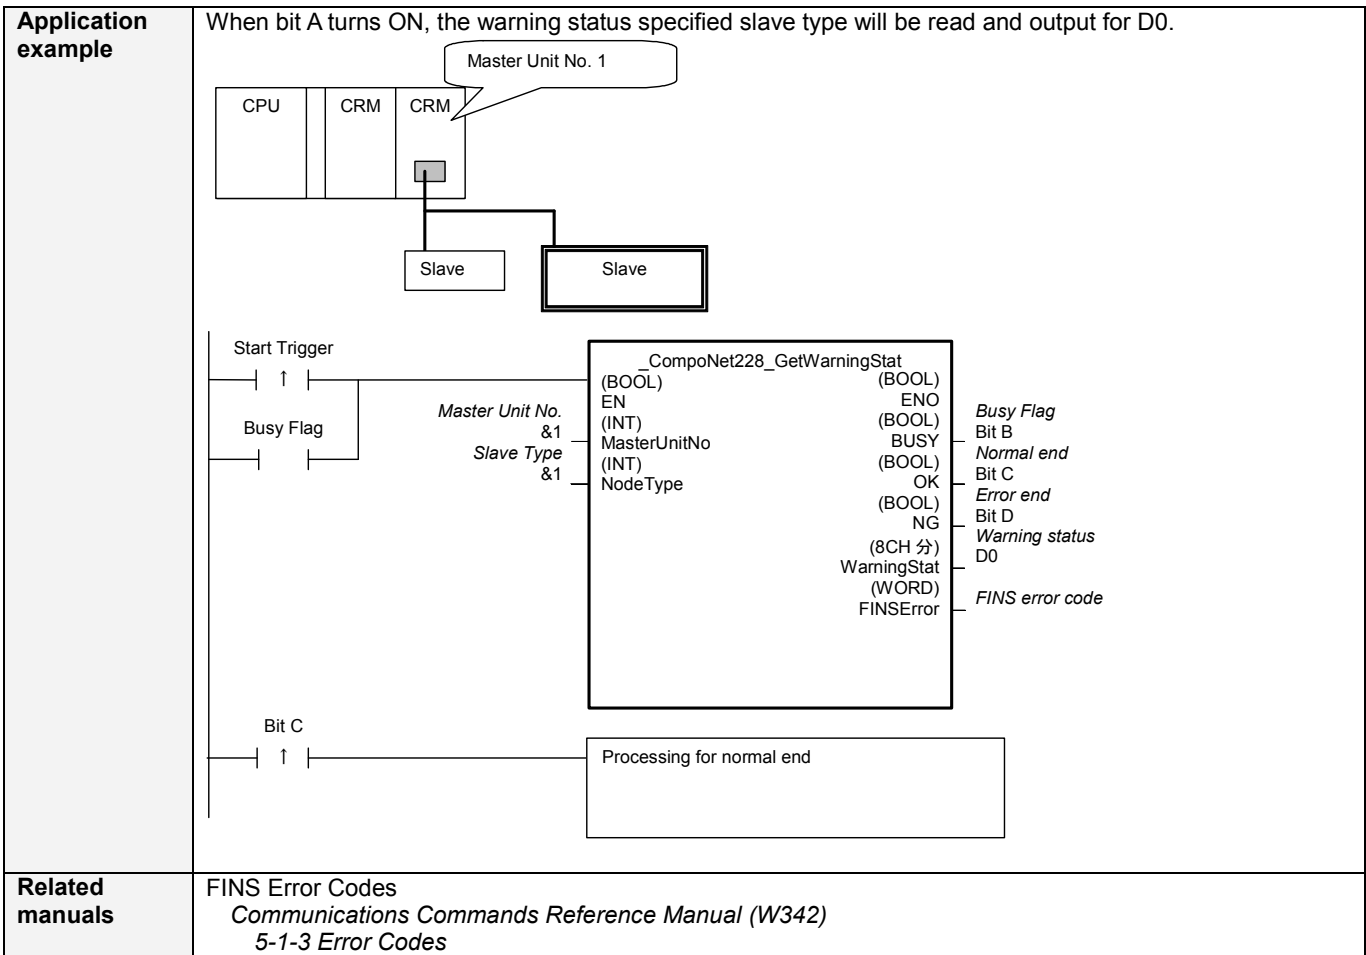 Application
example
When bit A turns ON, the warning status specified slave type will be read and output for D0.
Master Unit No. 1
CPU
CRM
CRM
Slave
Slave
Start Trigger
↑
Busy Flag
Master Unit No.
&1
Slave Type
&1
_CompoNet228_GetWarningStat
(BOOL)
EN
(INT)
MasterUnitNo
(INT)
NodeType
(BOOL)
ENO
(BOOL)
BUSY
(BOOL)
OK
(BOOL)
NG
(8CH 分)
WarningStat
(WORD)
FINSError
Busy Flag
Bit B
Normal end
Bit C
Error end
Bit D
Warning status
D0
FINS error code
Bit C
↑
Processing for normal end
Related
manuals
FINS Error Codes
Communications Commands Reference Manual (W342)
5-1-3 Error Codes